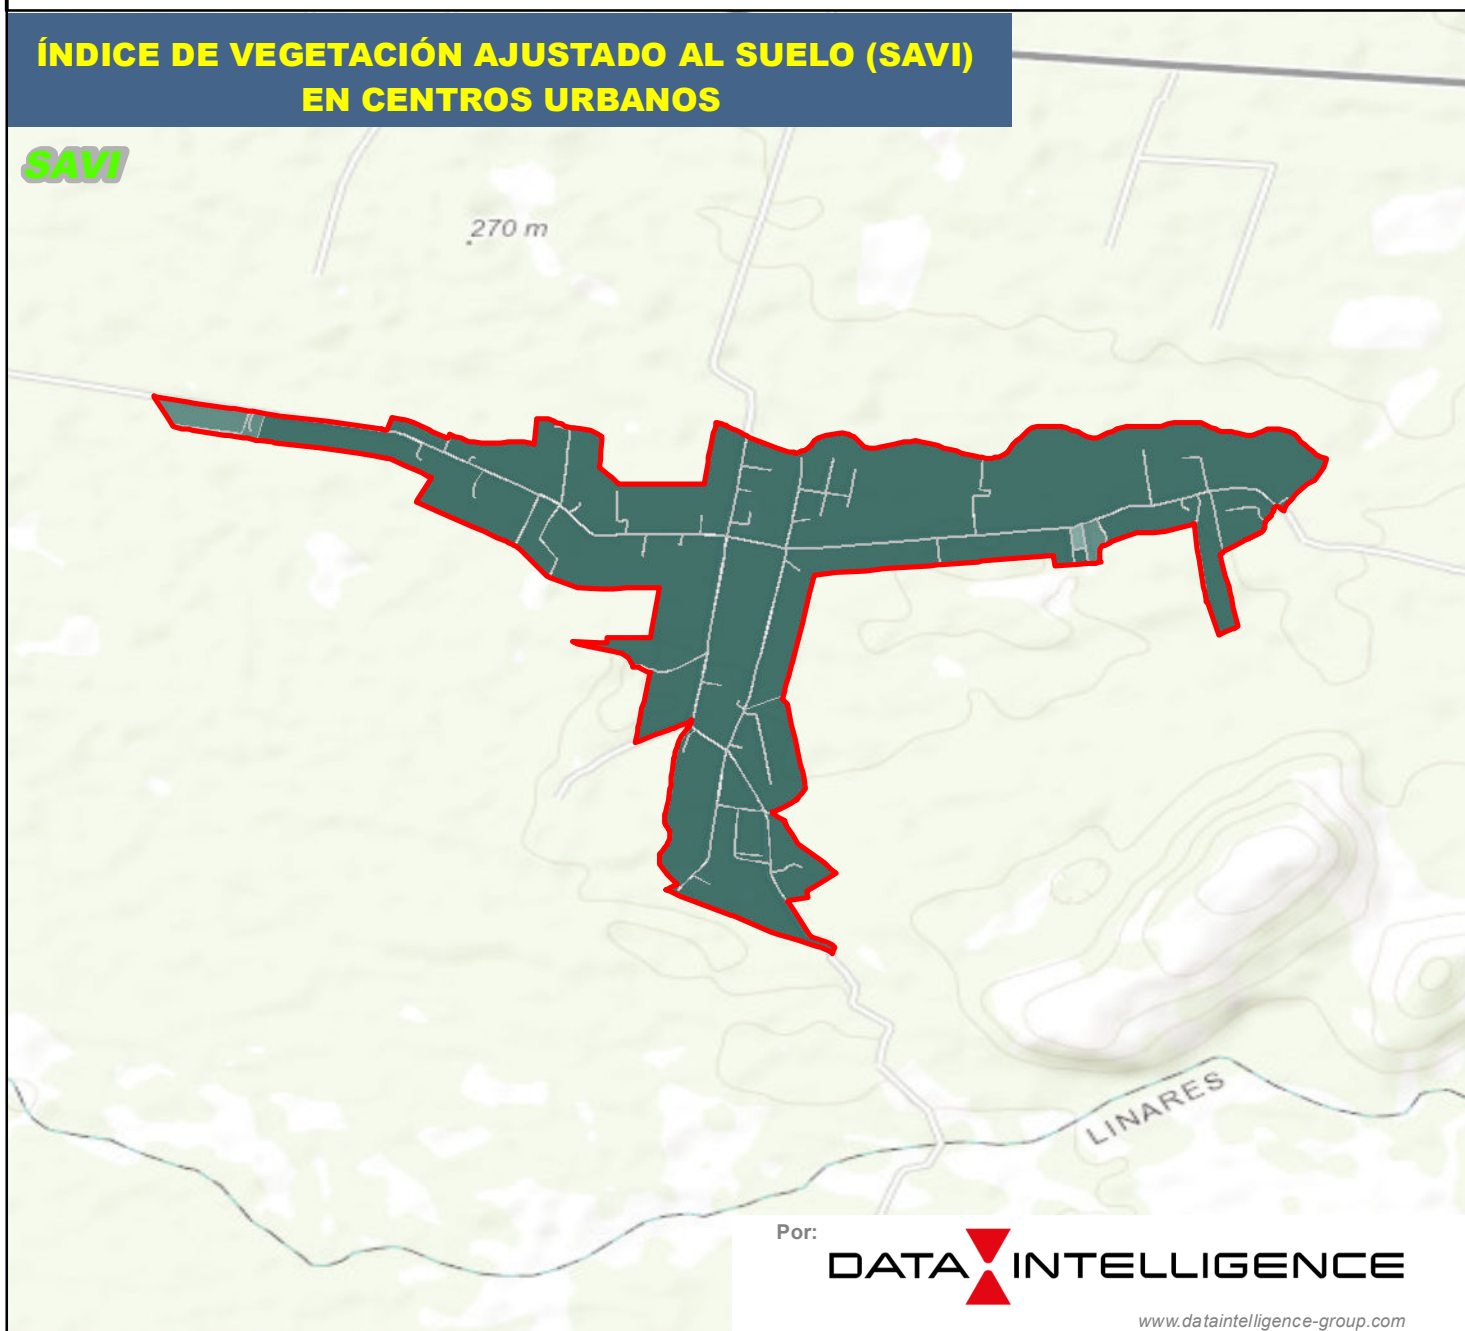 ÍNDICE DE VEGETACIÓN AJUSTADO AL SUELO (SAVI)
EN CENTROS URBANOS
SAVI
270 m
LINARES
Por:
DATA INTELLIGENCE
www.dataintelligence-group.com